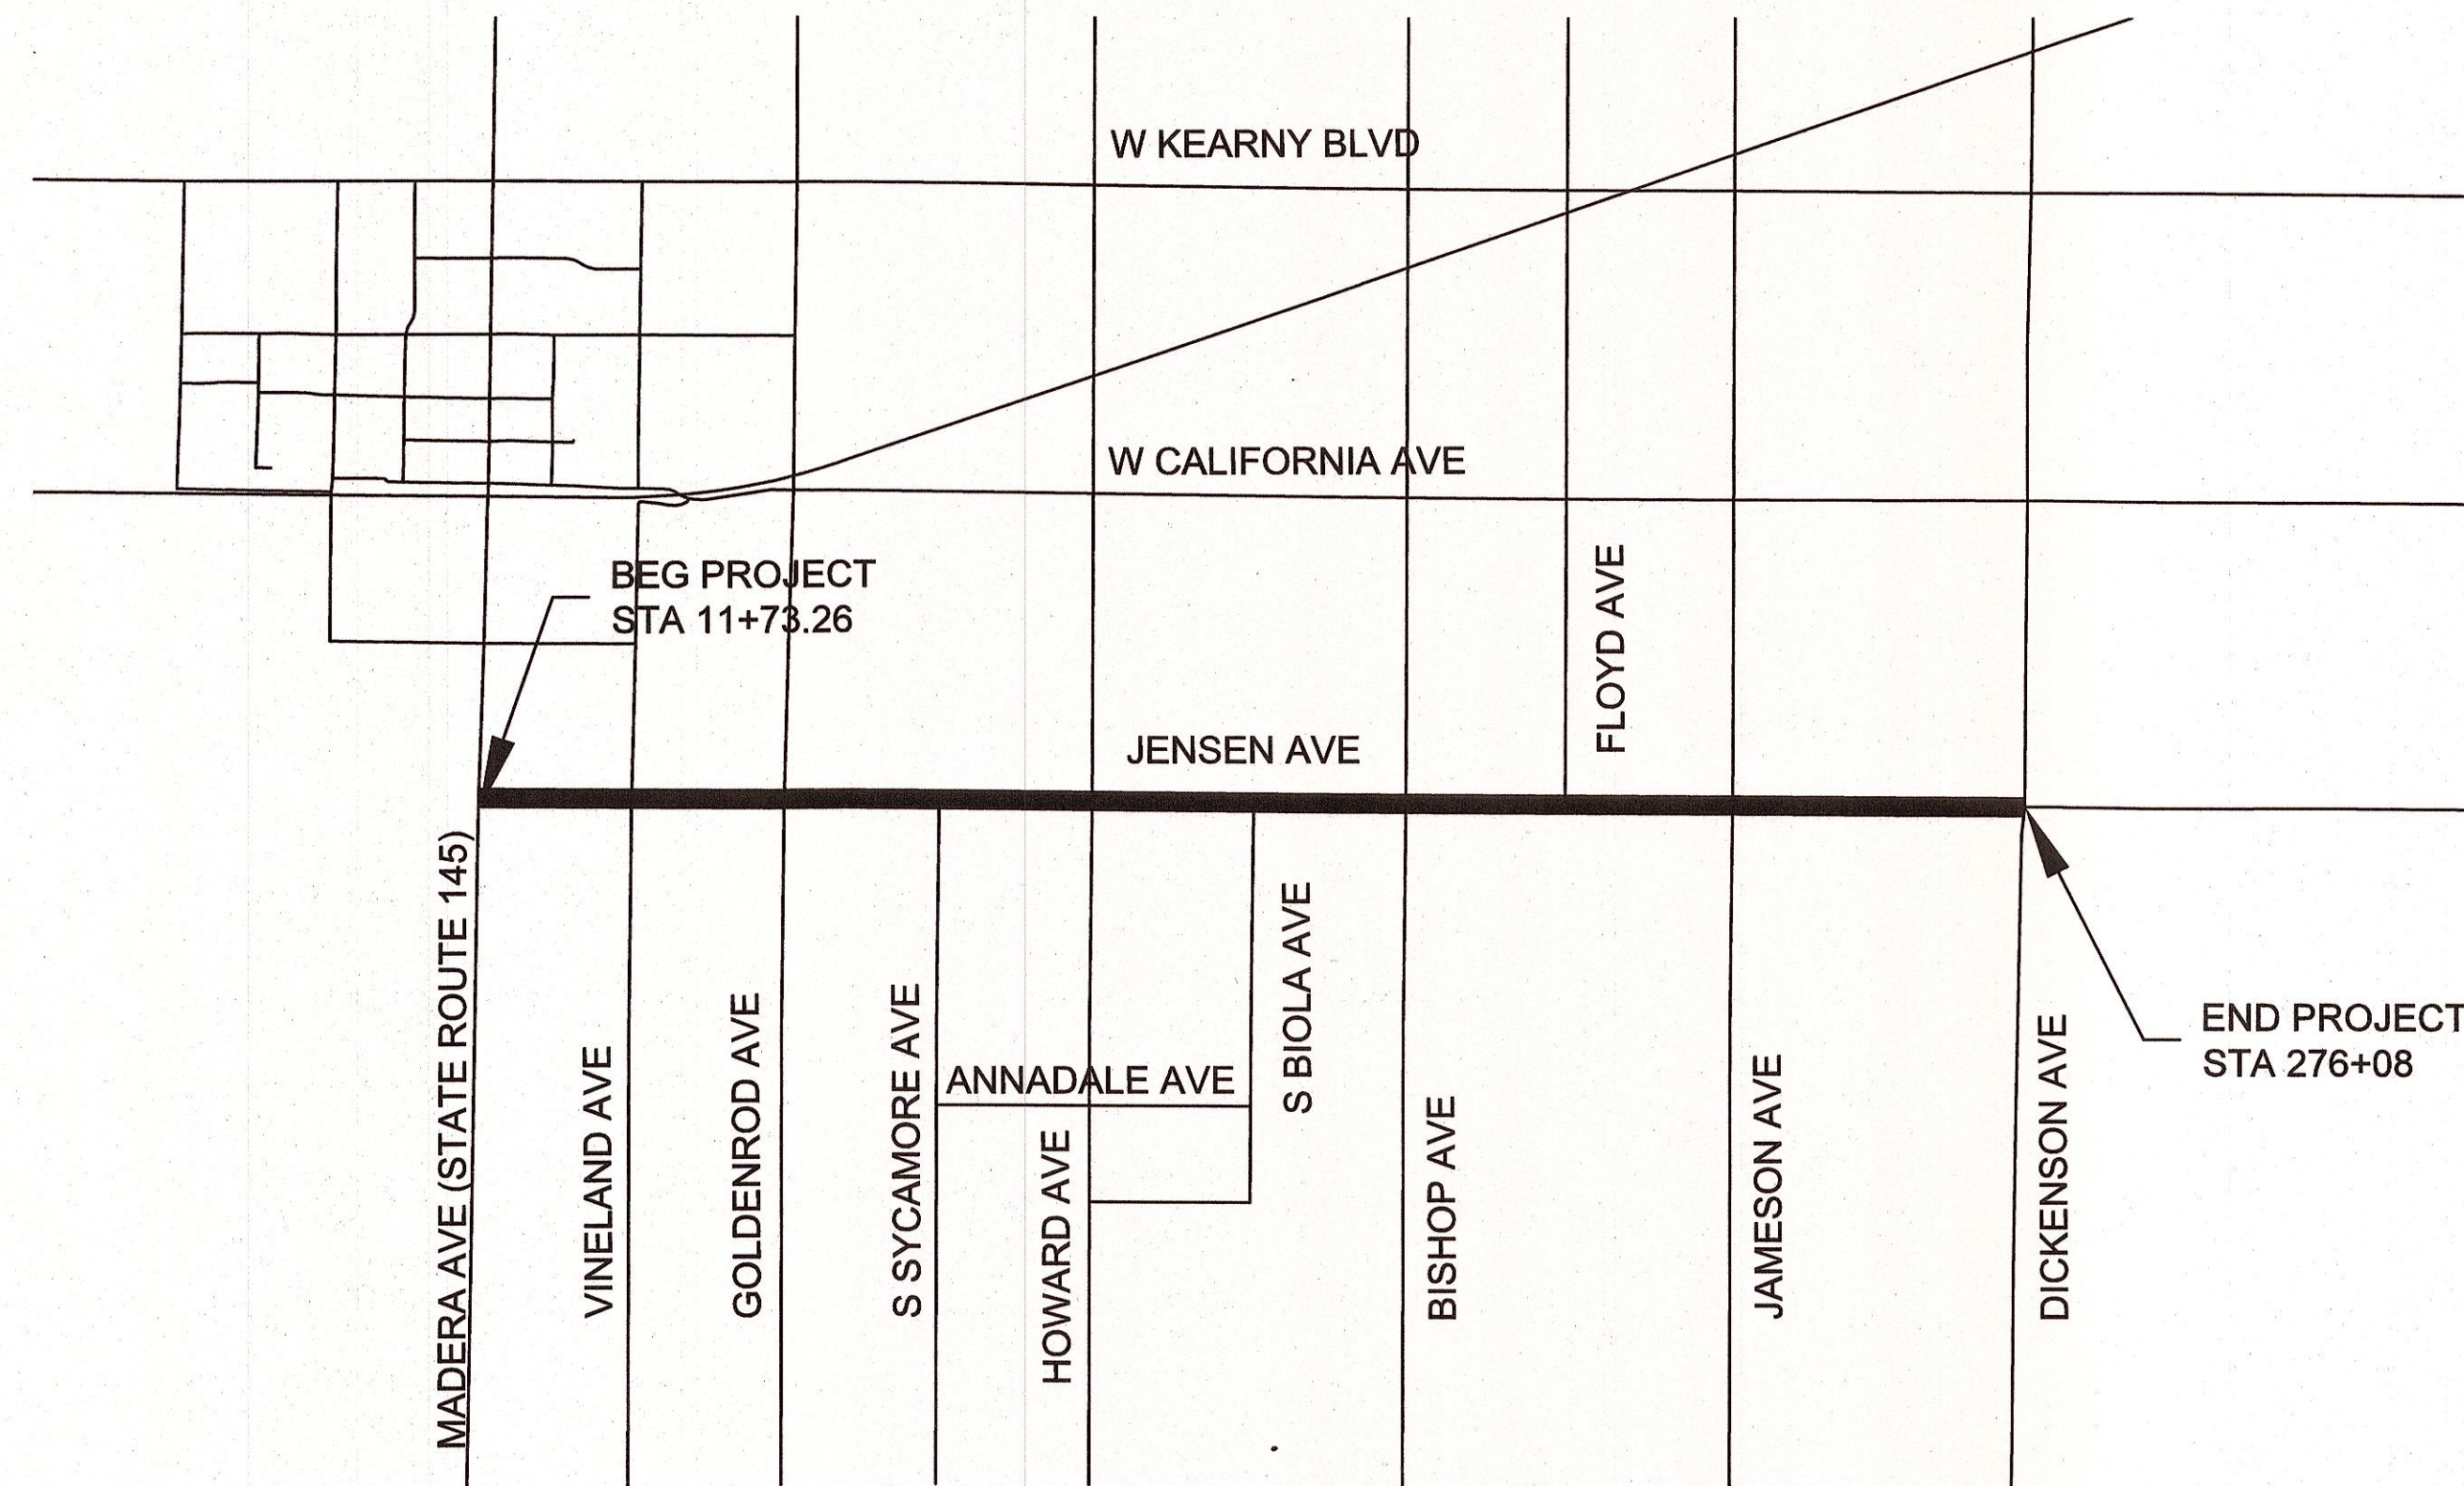 W KEARNY BLVD
W CALIFORNIA AVE
BEG PROJECT
STA 11+73.26
FLOYD AVE
JENSEN AVE
MADERA AVE (STATE ROUTE 145)
VINELAND AVE
GOLDENROD AVE
S SYCAMORE AVE
ANNADALE AVE
HOWARD AVE
S BIOLA AVE
BISHOP AVE
JAMESON AVE
DICKENSON AVE
END PROJECT
STA 276+08